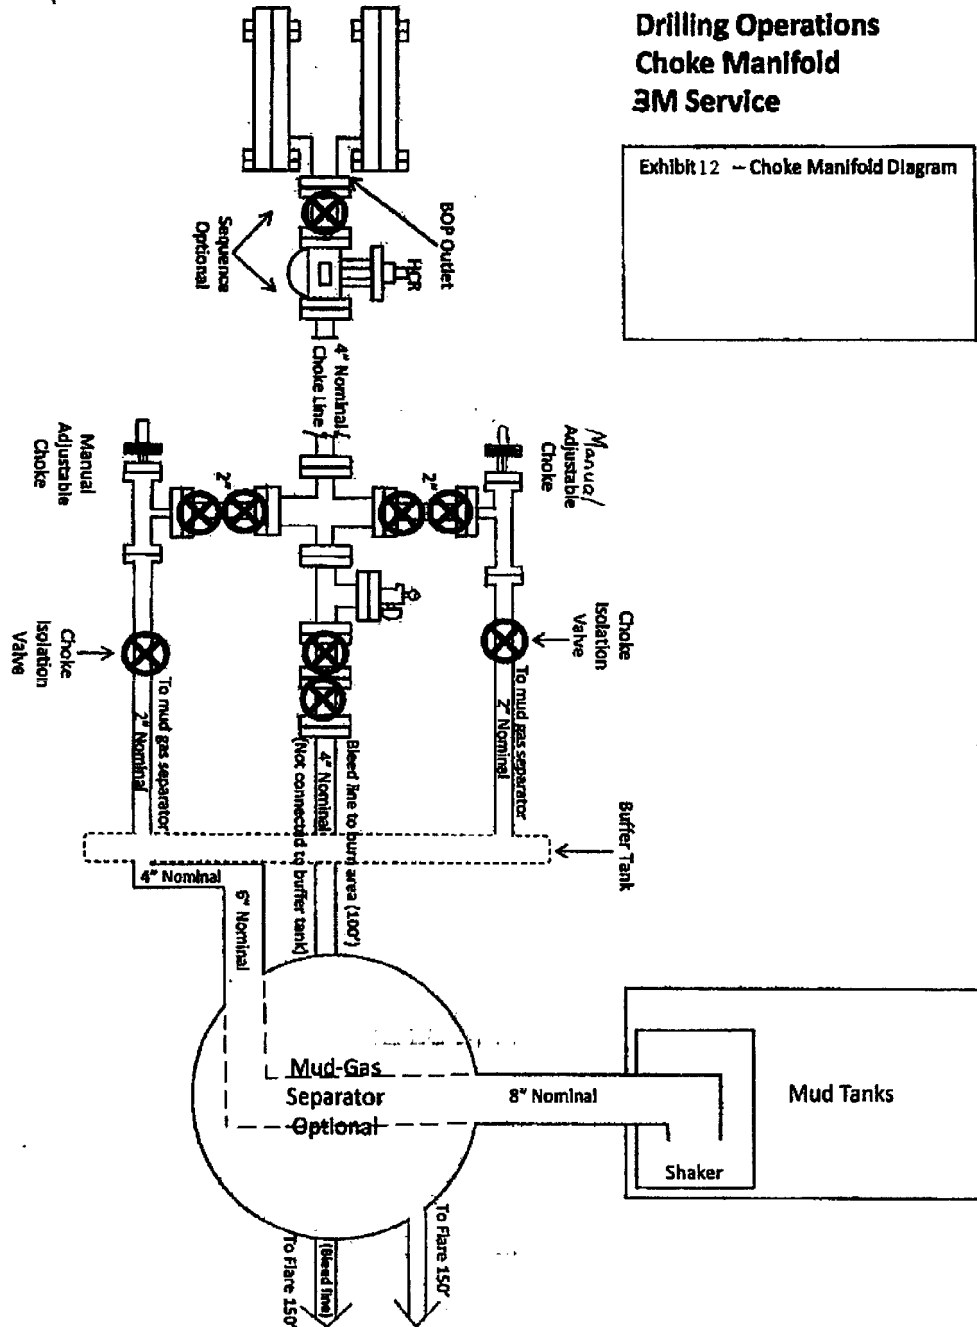 Drilling Operations
Choke Manifold
3M Service
Exhibit 12 – Choke Manifold Diagram
BOP Outlet
HCR
Sequence
Optional
4" Nominal
Choke Line
Manual
Adjustable
Choke
2"
2"
Manual
Adjustable
Choke
Choke
Isolation
Valve
Choke
Isolation
Valve
To mud gas separator
2" Nominal
Bleed line to burn area (100')
4" Nominal
(Not connected to buffer tank)
To mud gas separator
2" Nominal
Buffer Tank
4" Nominal
6" Nominal
Mud-Gas
Separator
Optional
8" Nominal
Mud Tanks
Shaker
To Flare 150'
(Bleed line)
To Flare 150'